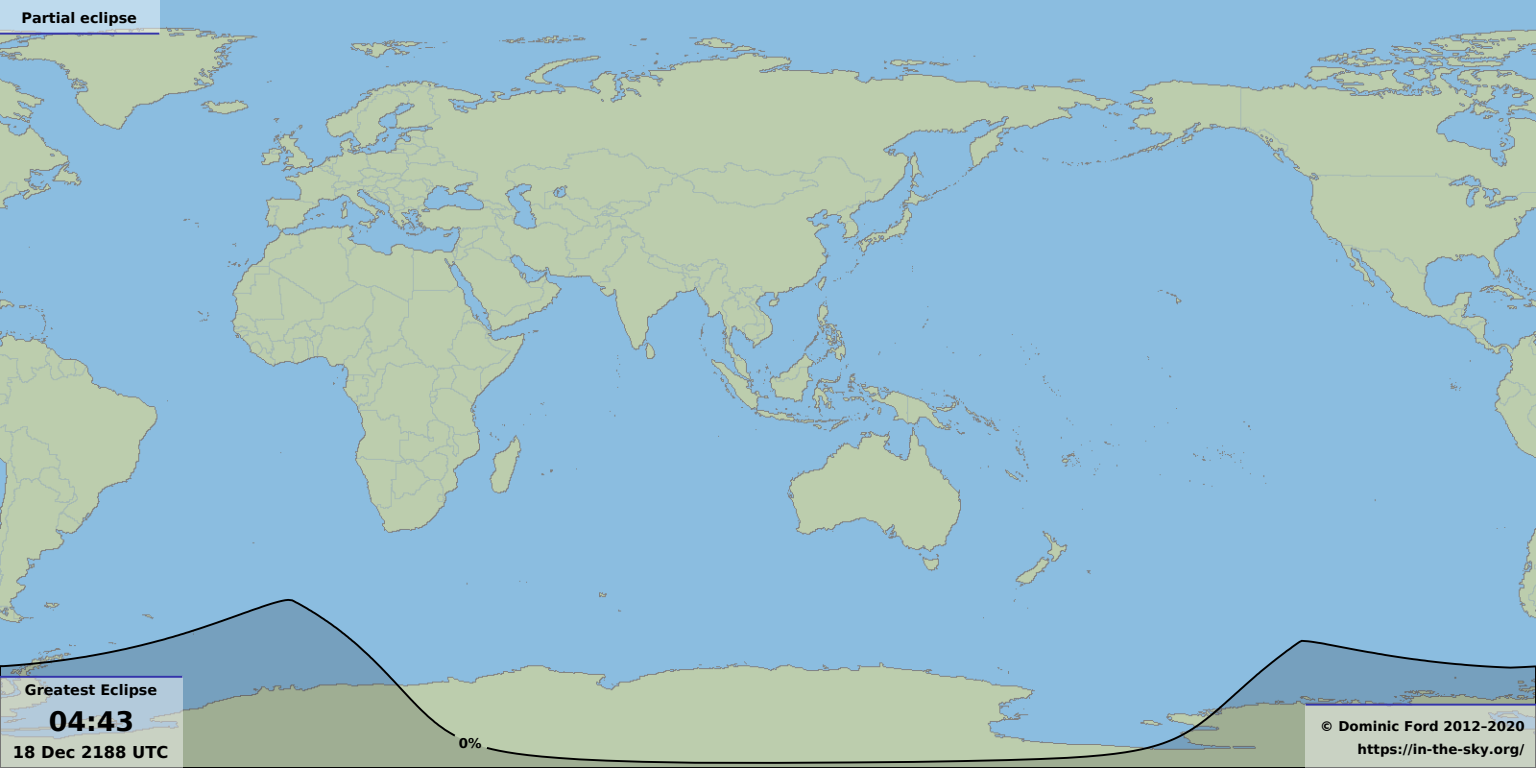 Partial eclipse
0%
Greatest Eclipse
04:43
18 Dec 2188 UTC
© Dominic Ford 2012–2020
https://in-the-sky.org/